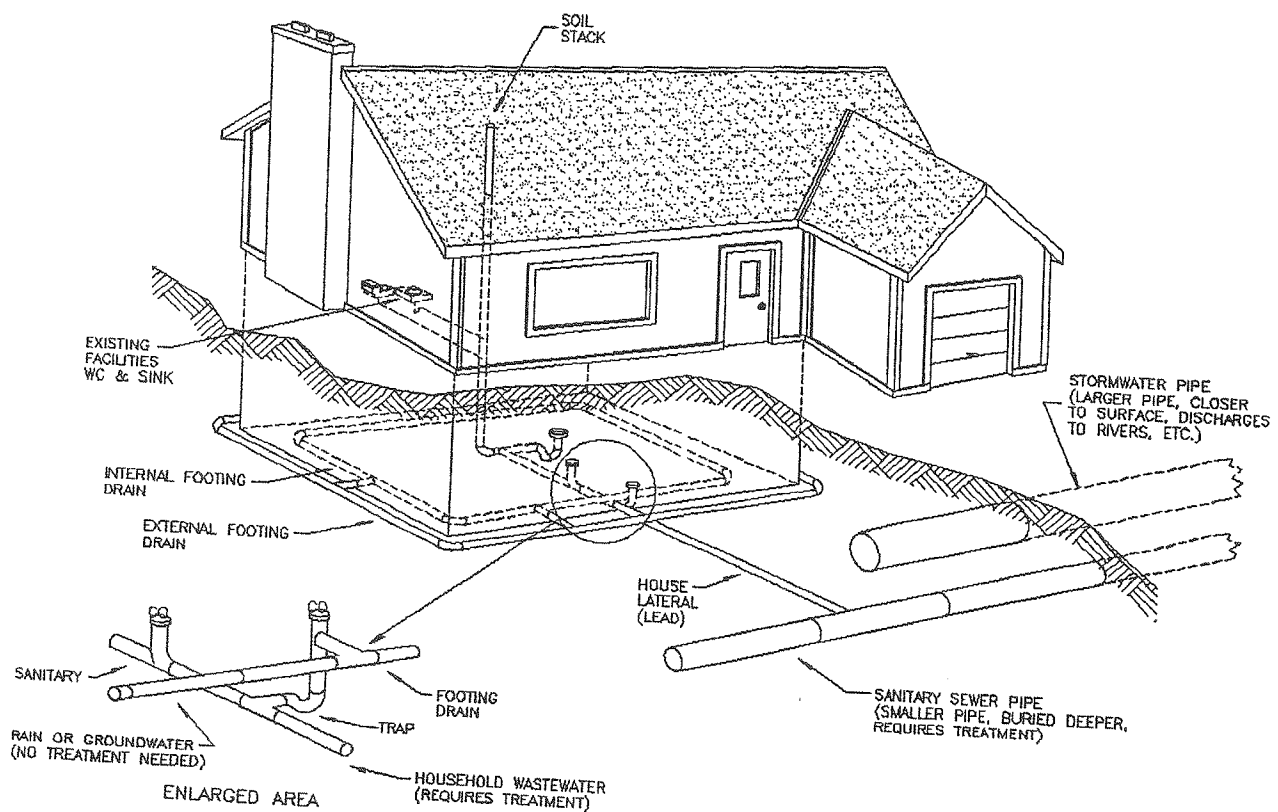 SOIL
STACK
EXISTING
FACILITIES
WC & SINK
STORMWATER PIPE
(LARGER PIPE, CLOSER
TO SURFACE, DISCHARGES
TO RIVERS, ETC.)
INTERNAL FOOTING
DRAIN
EXTERNAL FOOTING
DRAIN
HOUSE
LATERAL
(LEAD)
SANITARY
FOOTING
DRAIN
TRAP
SANITARY SEWER PIPE
(SMALLER PIPE, BURIED DEEPER,
REQUIRES TREATMENT)
RAIN OR GROUNDWATER
(NO TREATMENT NEEDED)
HOUSEHOLD WASTEWATER
(REQUIRES TREATMENT)
ENLARGED AREA